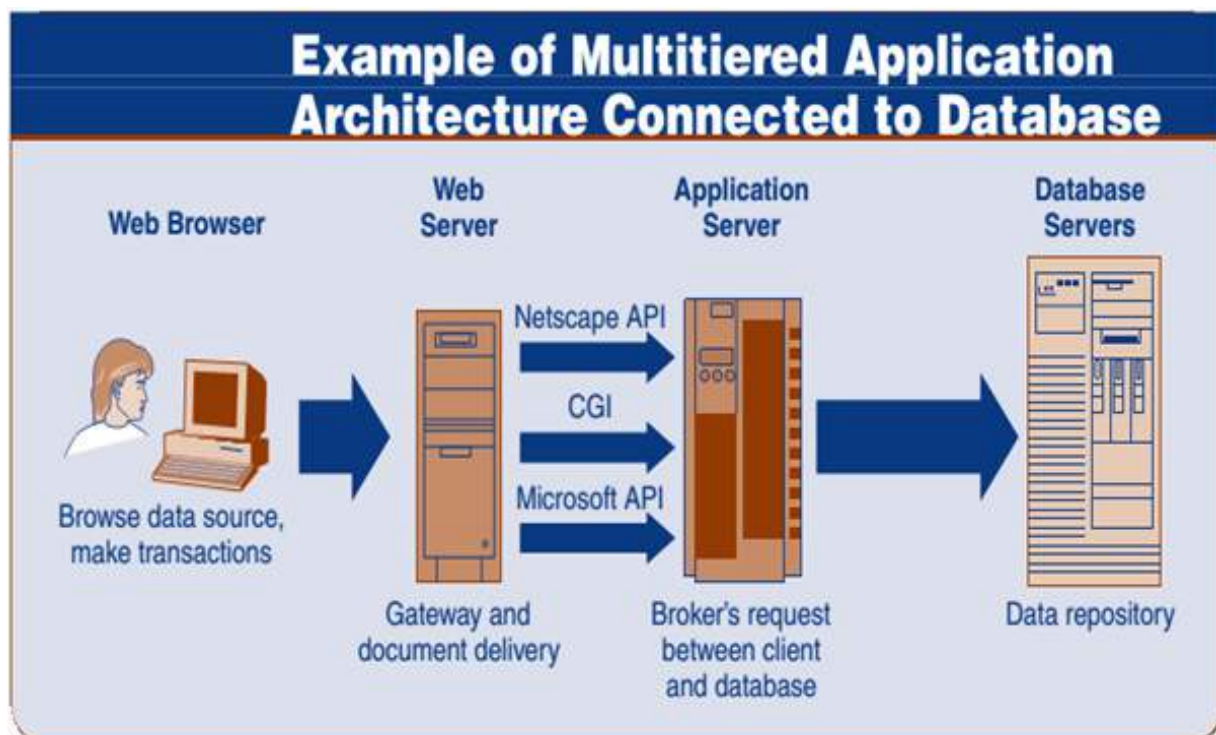 Example of Multitiered Application
Architecture Connected to Database
Web Browser
Web
Server
Application
Server
Database
Servers
Netscape API
CGI
Microsoft API
Browse data source,
make transactions
Gateway and
document delivery
Broker's request
between client
and database
Data repository